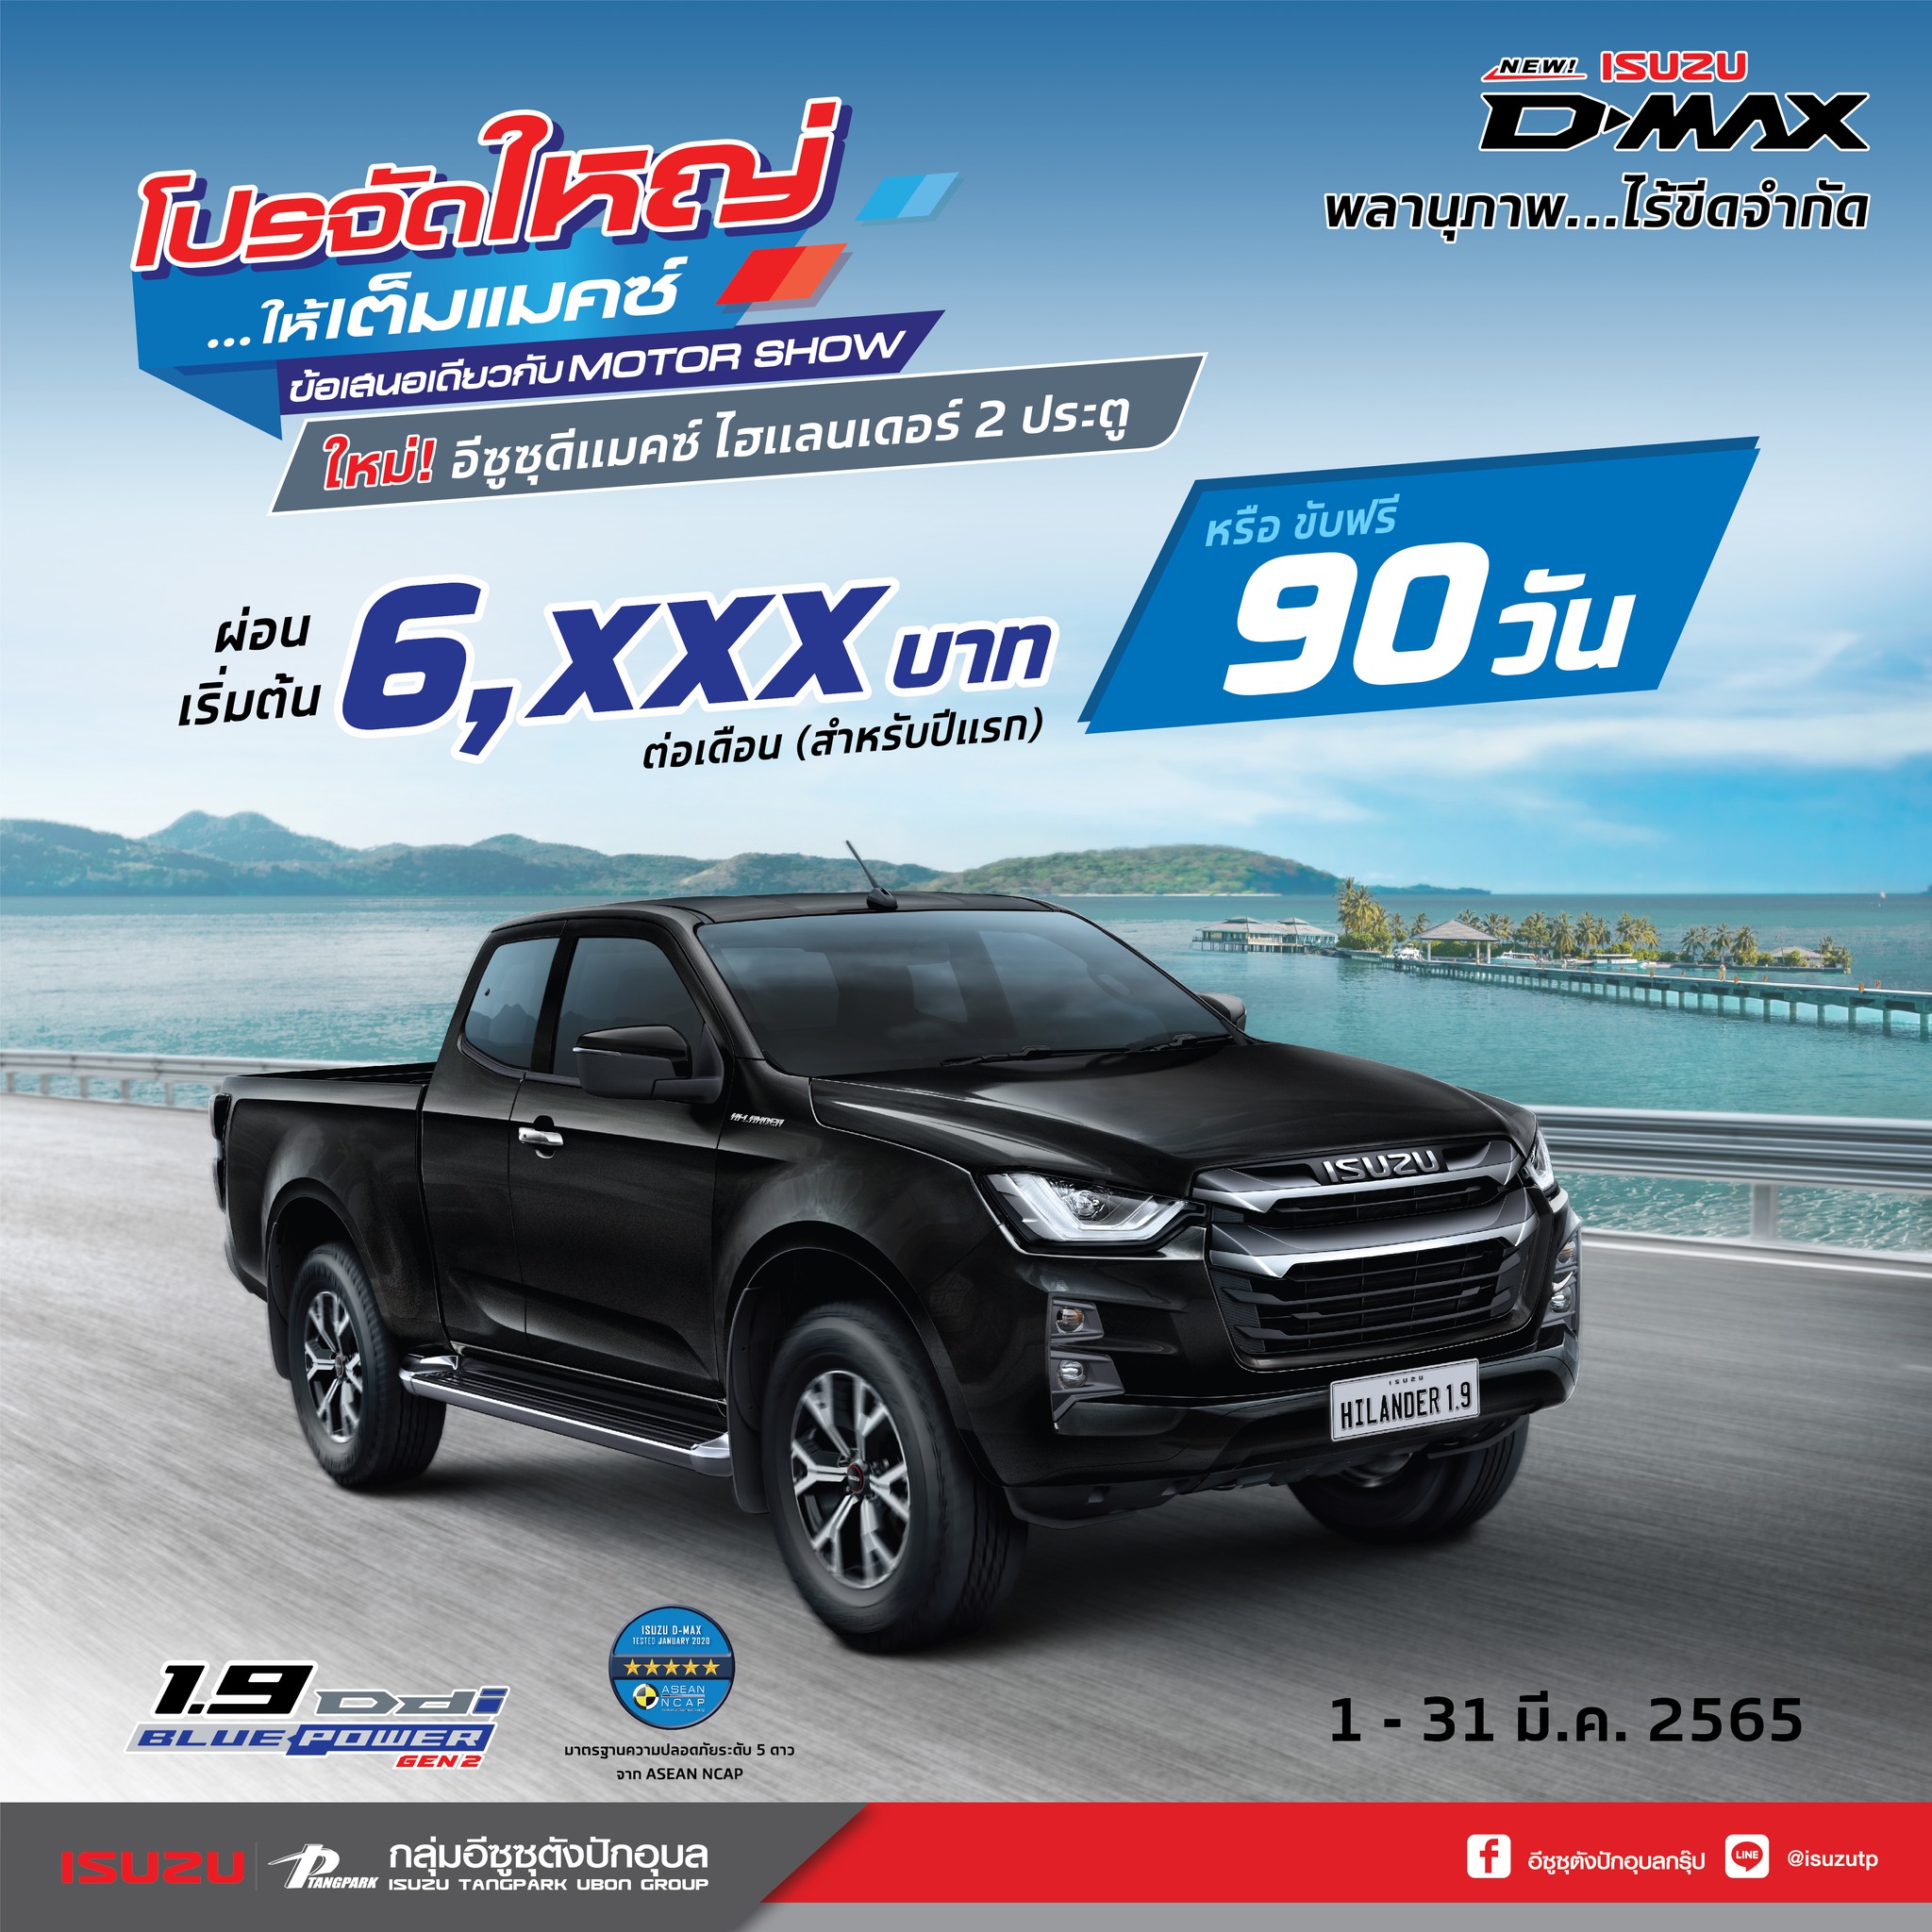 NEW! ISUZU
D-MAX
พลานุภาพ...ไร้ขีดจำกัด
โปรจัดใหญ่
...ให้เต็มแมคซ์
ข้อเสนอเดียวกับ MOTOR SHOW
ใหม่! อีซูซุดีแมคซ์ ไฮแลนเดอร์ 2 ประตู
ผ่อน
เริ่มต้น
6,xxx บาท
ต่อเดือน (สำหรับปีแรก)
หรือ ขับฟรี
90 วัน
HI-LANDER
ISUZU
ISUZU
HILANDER 1.9
1.9 Ddi
BLUE POWER
GEN 2
ISUZU D-MAX
TESTED JANUARY 2020
ASEAN
NCAP
มาตรฐานความปลอดภัยระดับ 5 ดาว
จาก ASEAN NCAP
1 - 31 มี.ค. 2565
ISUZU
TP
TANGPARK
กลุ่มอีซูซุตังปักอุบล
ISUZU TANGPARK UBON GROUP
f
อีซูซุตังปักอุบลกรุ๊ป
LINE
@isuzutp